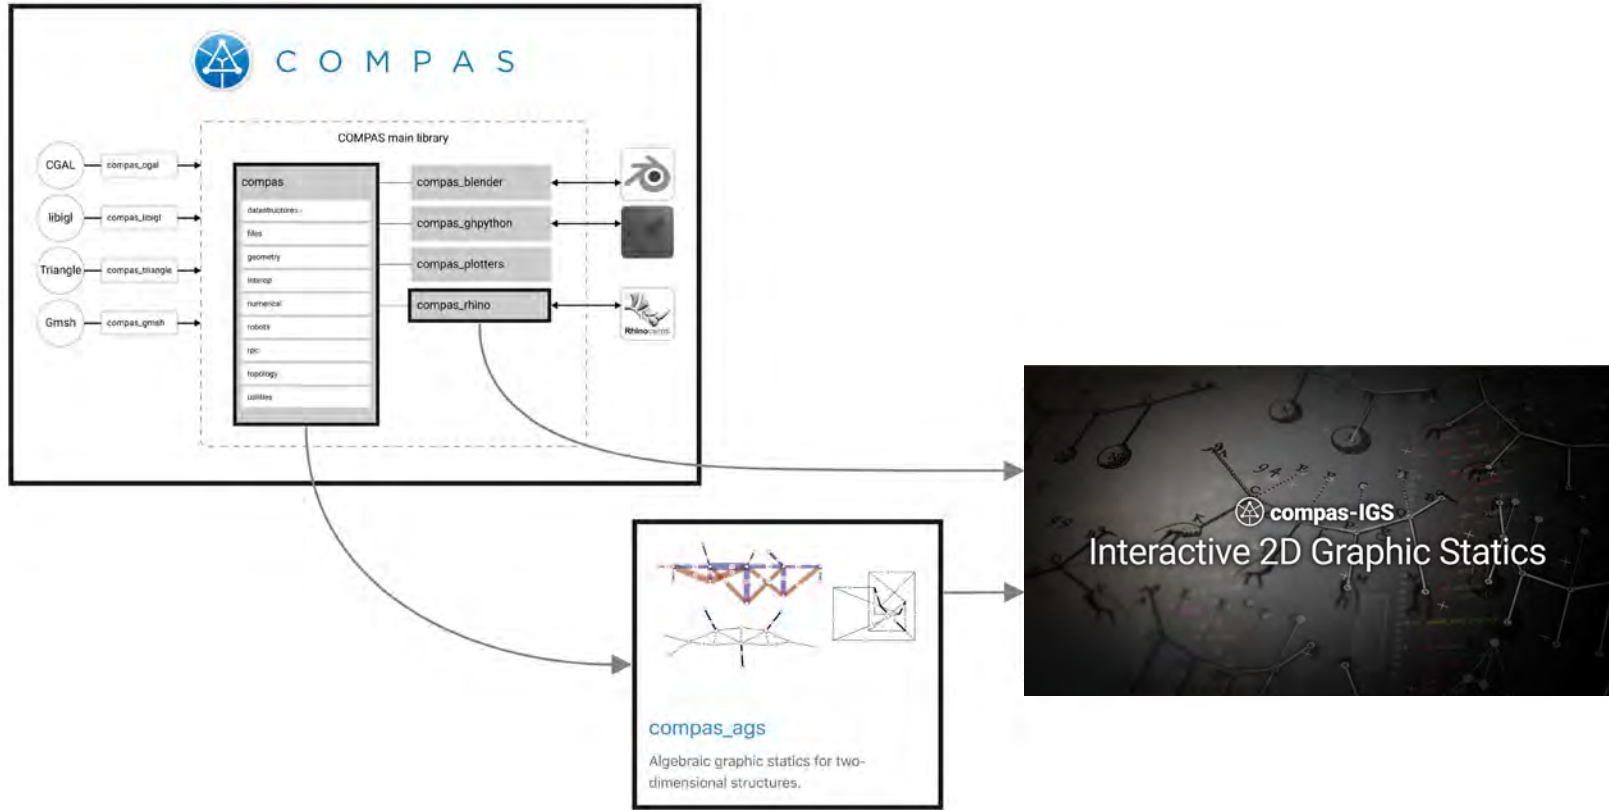 COMPAS
COMPAS main library
CGAL
compas_cgal
libigl
compas_libigl
Triangle
compas_triangle
Gmsh
compas_gmsh
compas
datastructures
files
geometry
interop
numerical
robots
rpc
topology
utilities
compas_blender
compas_ghpython
compas_plotters
compas_rhino
Rhinoceros
94
compas-IGS
Interactive 2D Graphic Statics
compas_ags
Algebraic graphic statics for two-
dimensional structures.